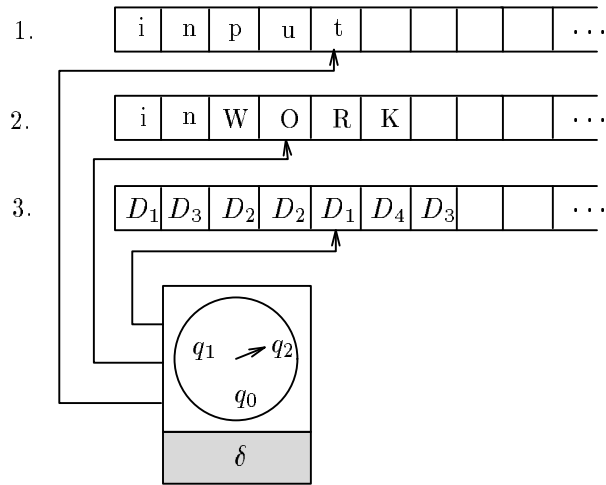 1. i n p u t ...
2. i n W O R K ...
3. D₁ D₃ D₂ D₂ D₁ D₄ D₃ ...
q₁ q₂
q₀
δ